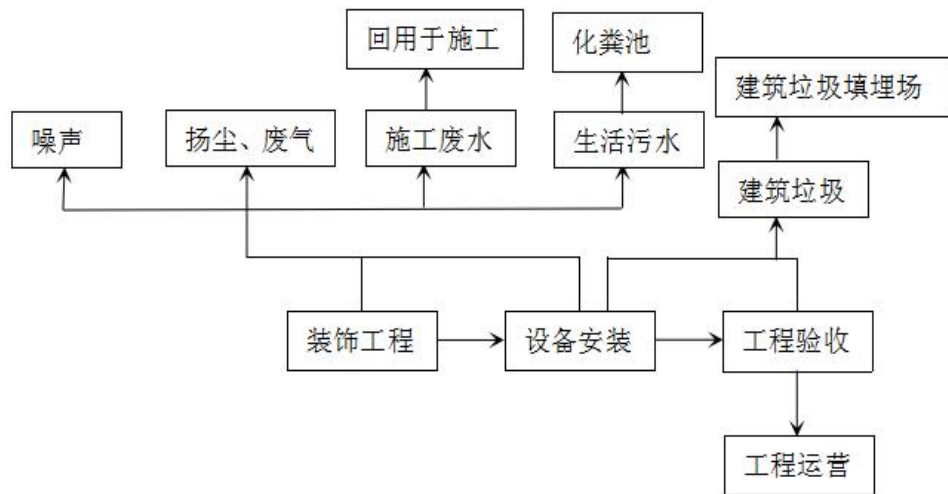 回用于施工
化粪池
建筑垃圾填埋场
噪声
扬尘、废气
施工废水
生活污水
建筑垃圾
装饰工程
设备安装
工程验收
工程运营